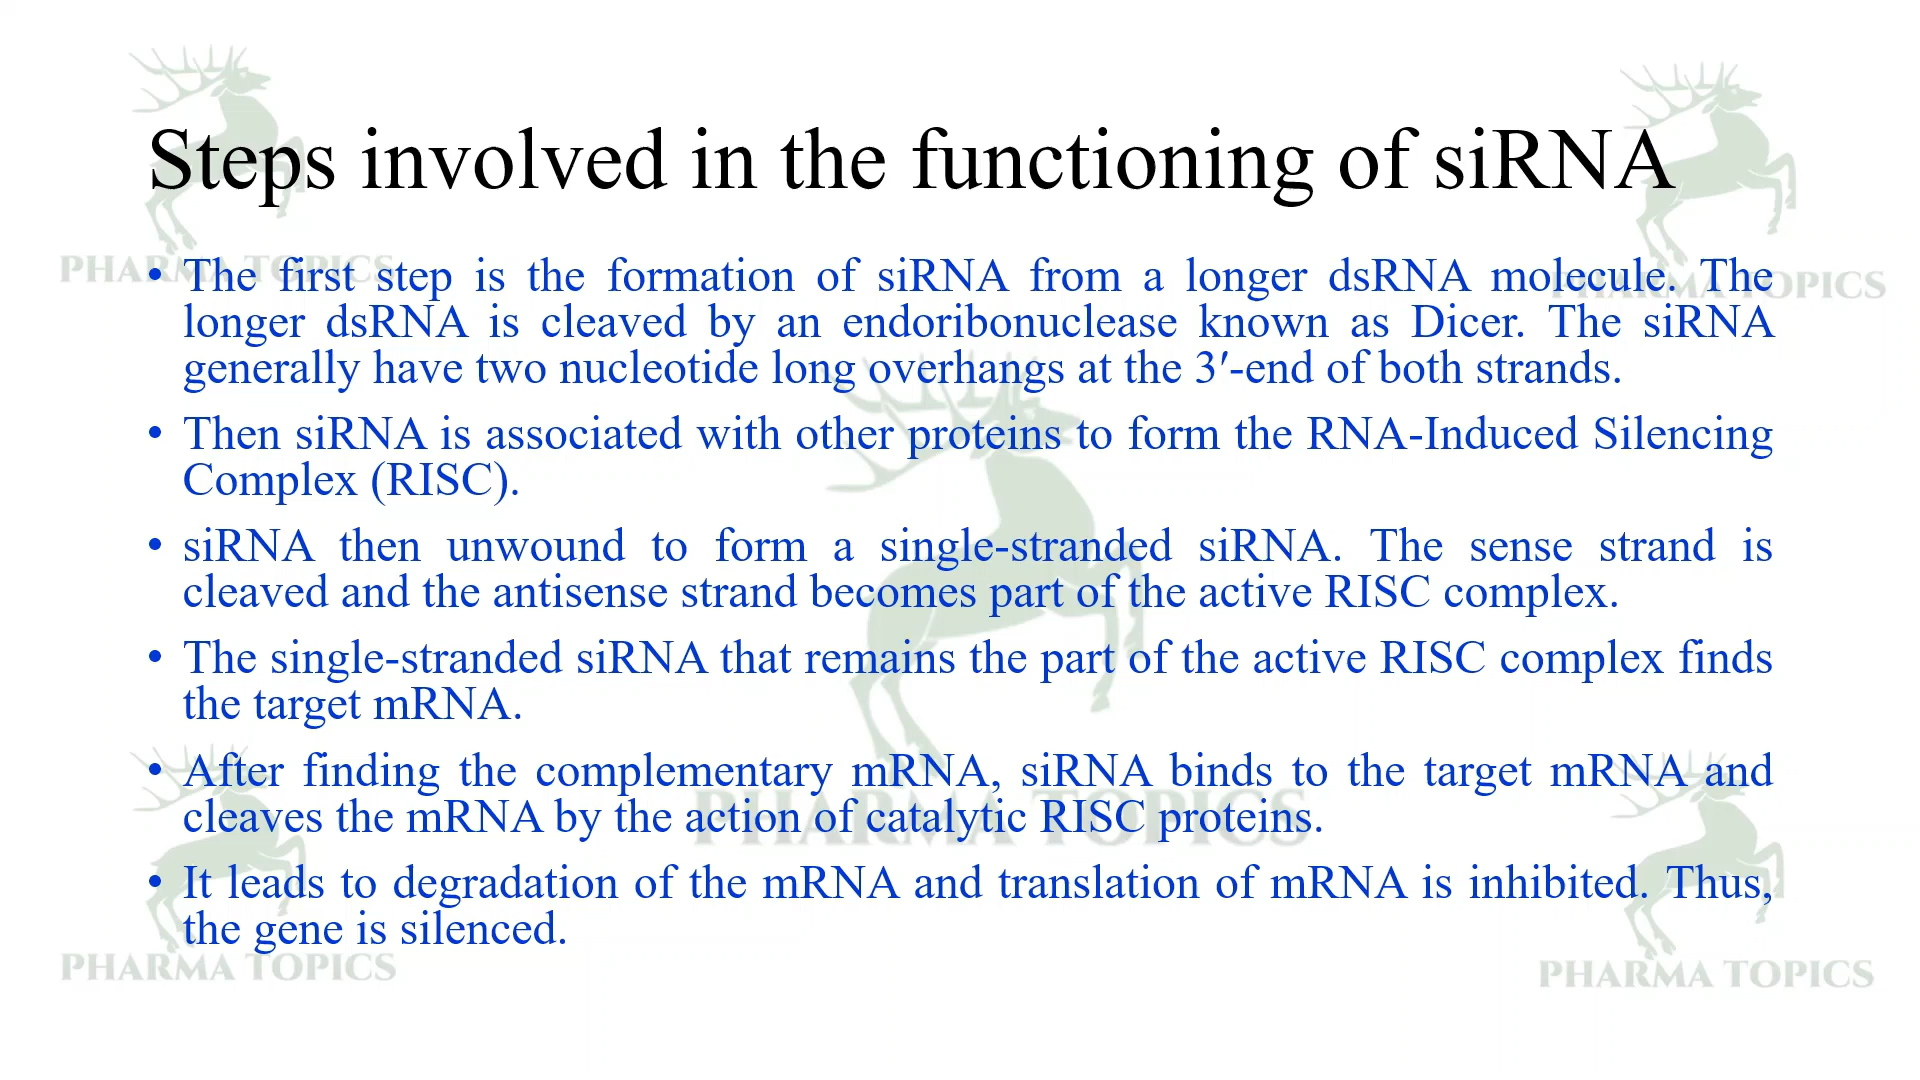 Steps involved in the functioning of siRNA
PHARMA TOPICS
PHARMA TOPICS
• The first step is the formation of siRNA from a longer dsRNA molecule. The
longer dsRNA is cleaved by an endoribonuclease known as Dicer. The siRNA
generally have two nucleotide long overhangs at the 3′-end of both strands.
• Then siRNA is associated with other proteins to form the RNA-Induced Silencing
Complex (RISC).
• siRNA then unwound to form a single-stranded siRNA. The sense strand is
cleaved and the antisense strand becomes part of the active RISC complex.
• The single-stranded siRNA that remains the part of the active RISC complex finds
the target mRNA.
• After finding the complementary mRNA, siRNA binds to the target mRNA and
cleaves the mRNA by the action of catalytic RISC proteins.
PHARMA TOPICS
• It leads to degradation of the mRNA and translation of mRNA is inhibited. Thus,
the gene is silenced.
PHARMA TOPICS
PHARMA TOPICS